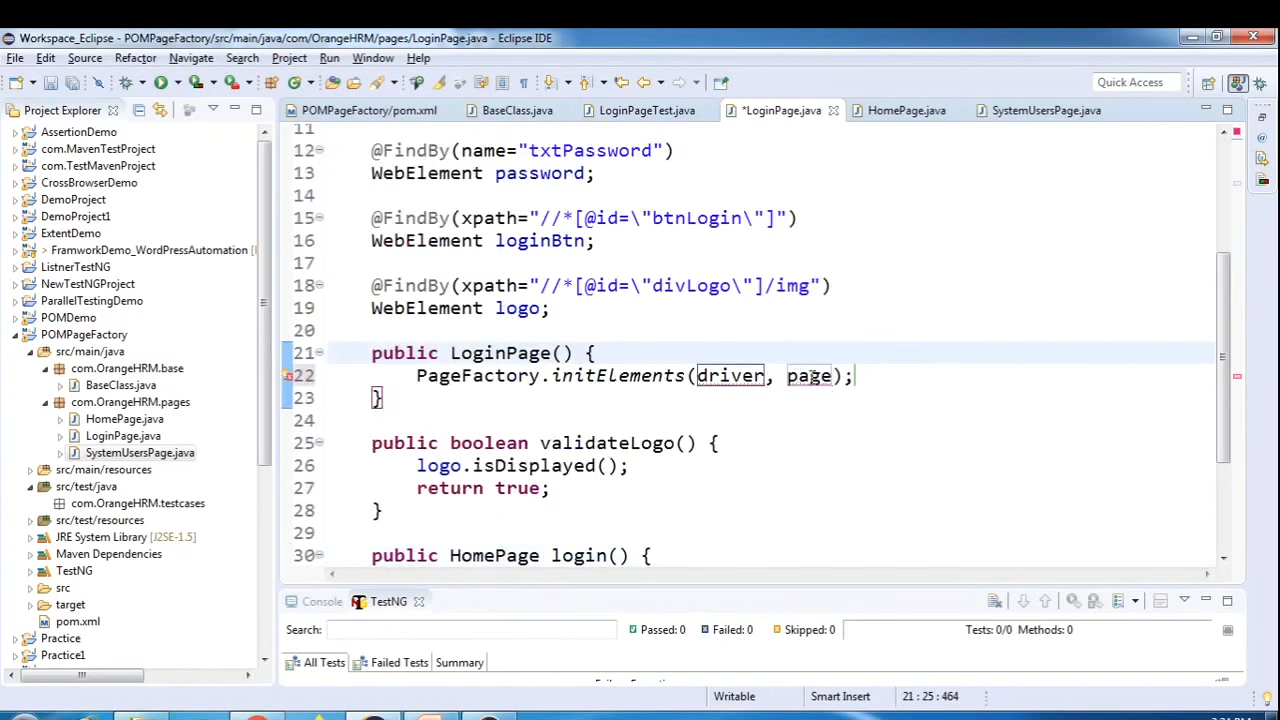 Workspace_Eclipse - POMPageFactory/src/main/java/com/OrangeHRM/pages/LoginPage.java - Eclipse IDE
File Edit Source Refactor Navigate Search Project Run Window Help
Quick Access
Project Explorer
POMPageFactory/pom.xml BaseClass.java LoginPageTest.java *LoginPage.java HomePage.java SystemUsersPage.java
AssertionDemo
com.MavenTestProject
com.TestMavenProject
CrossBrowserDemo
DemoProject
DemoProject1
ExtentDemo
> FramworkDemo_WordPressAutomation
ListnerTestNG
NewTestNGProject
ParallelTestingDemo
POMDemo
POMPageFactory
src/main/java
com.OrangeHRM.base
BaseClass.java
com.OrangeHRM.pages
HomePage.java
LoginPage.java
SystemUsersPage.java
src/main/resources
src/test/java
com.OrangeHRM.testcases
src/test/resources
JRE System Library [J2SE-1.5]
Maven Dependencies
TestNG
src
target
pom.xml
Practice
Practice1
11
12 @FindBy(name="txtPassword")
13 WebElement password;
14
15 @FindBy(xpath="//*[@id=\"btnLogin\"]")
16 WebElement loginBtn;
17
18 @FindBy(xpath="//*[@id=\"divLogo\"]/img")
19 WebElement logo;
20
21 public LoginPage() {
22 PageFactory.initElements(driver, page);
23 }
24
25 public boolean validateLogo() {
26 logo.isDisplayed();
27 return true;
28 }
29
30 public HomePage login() {
Console TestNG
Search: Passed: 0 Failed: 0 Skipped: 0 Tests: 0/0 Methods: 0
All Tests Failed Tests Summary
Writable Smart Insert 21 : 25 : 464